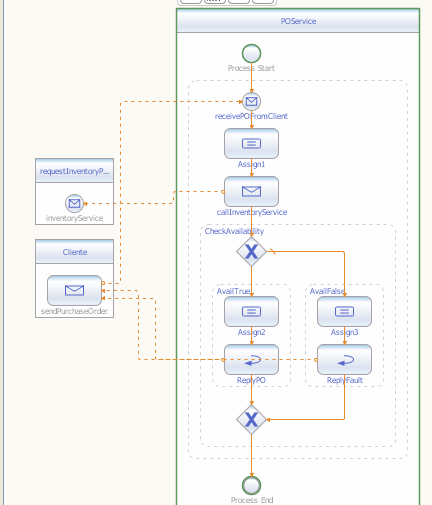 POService
Process Start
receivePOFromClient
Assign1
requestInventoryP...
inventoryService
callInventoryService
CheckAvailability
Cliente
sendPurchaseOrder
AvailTrue
AvailFalse
Assign2
Assign3
ReplyPO
ReplyFault
Process End